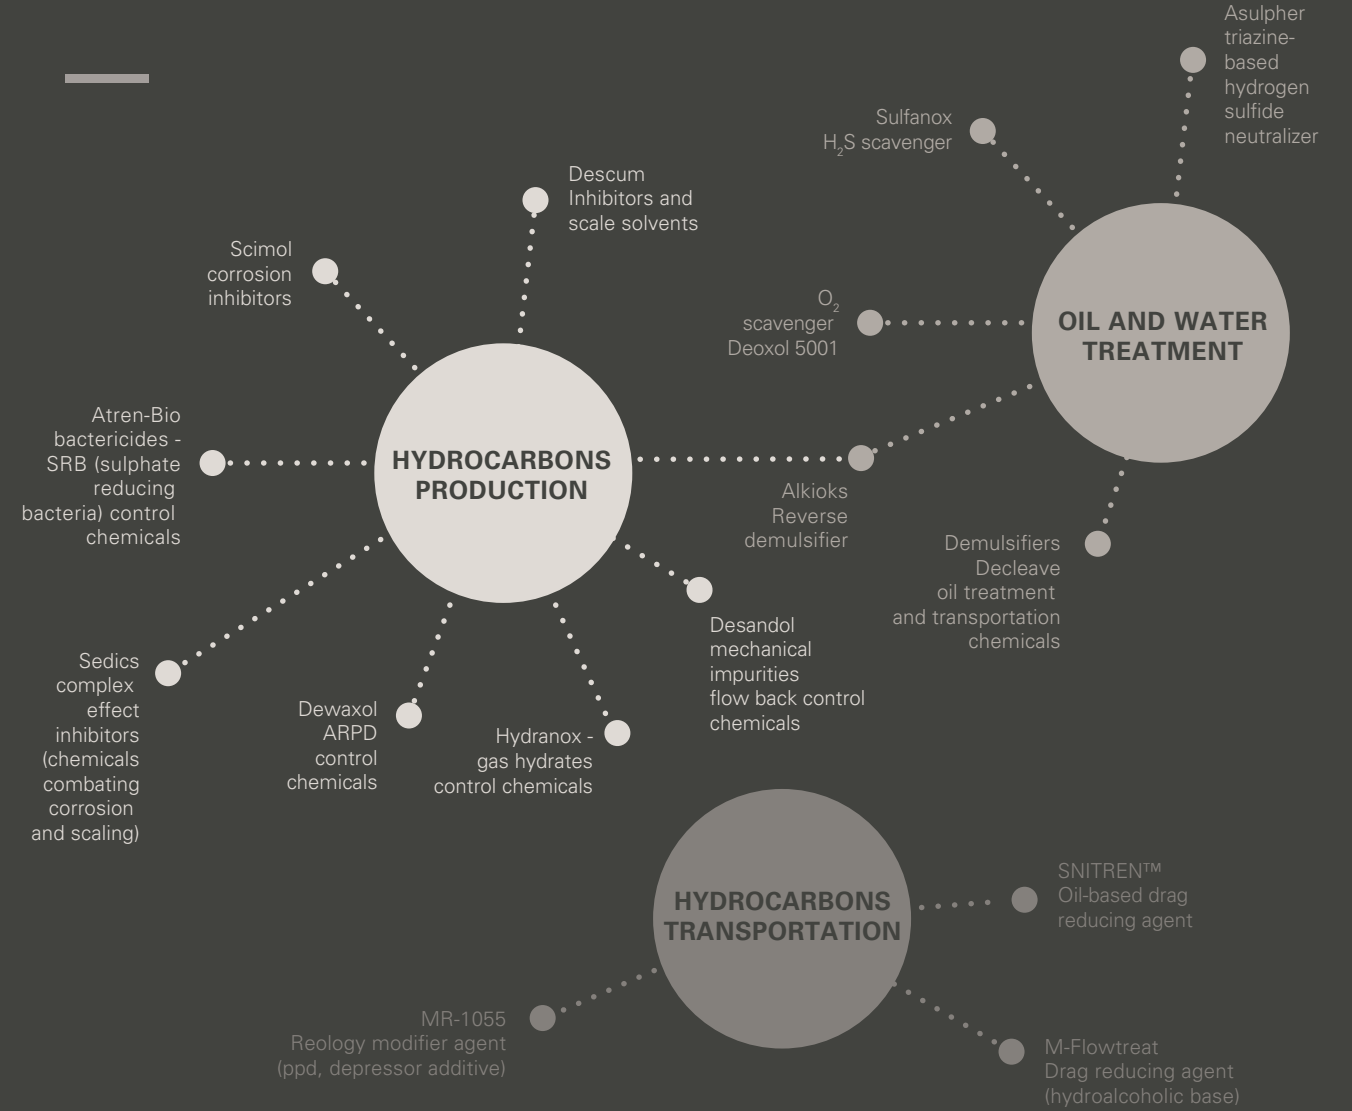 Asulpher
triazine-
based
hydrogen
sulfide
neutralizer
Sulfanox
H₂S scavenger
Descum
Inhibitors and
scale solvents
Scimol
corrosion
inhibitors
O₂
scavenger
Deoxol 5001
OIL AND WATER
TREATMENT
Atren-Bio
bactericides -
SRB (sulphate
reducing
bacteria) control
chemicals
HYDROCARBONS
PRODUCTION
Alkioks
Reverse
demulsifier
Demulsifiers
Decleave
oil treatment
and transportation
chemicals
Desandol
mechanical
impurities
flow back control
chemicals
Sedics
complex
effect
inhibitors
(chemicals
combating
corrosion
and scaling)
Dewaxol
ARPD
control
chemicals
Hydranox -
gas hydrates
control chemicals
HYDROCARBONS
TRANSPORTATION
SNITREN™
Oil-based drag
reducing agent
MR-1055
Reology modifier agent
(ppd, depressor additive)
M-Flowtreat
Drag reducing agent
(hydroalcoholic base)